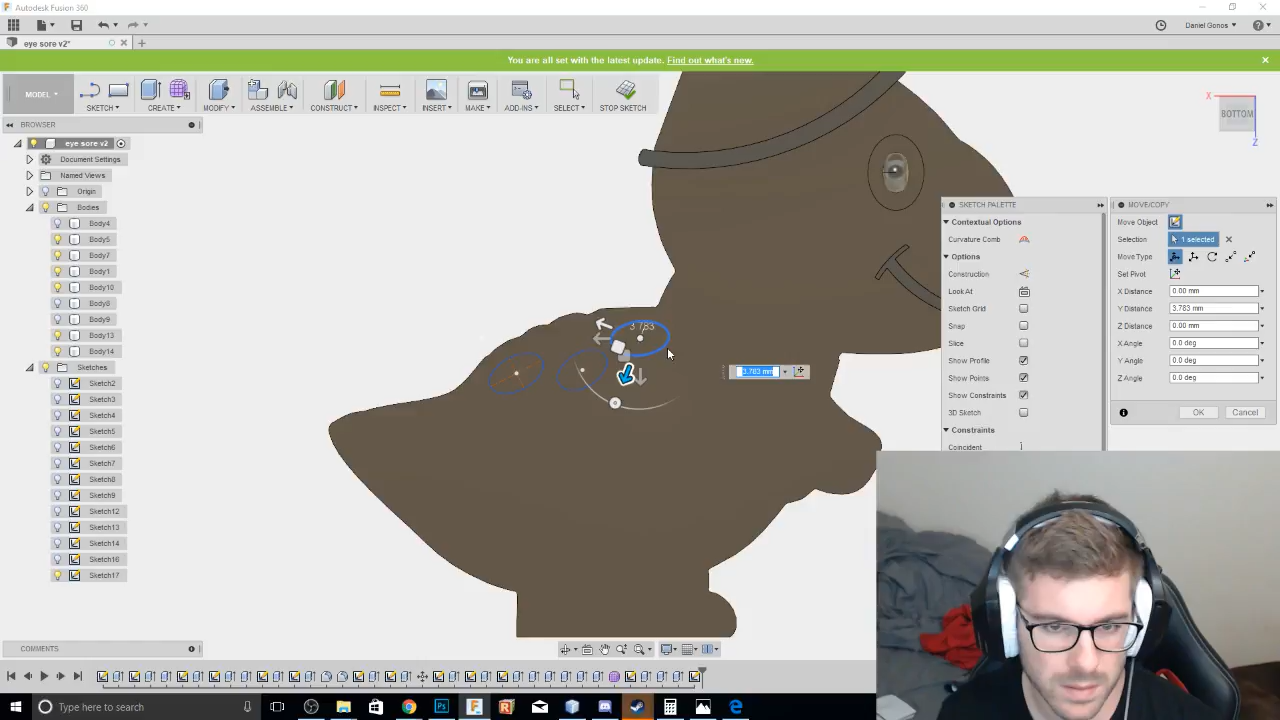 Autodesk Fusion 360
Daniel Gonos
eye sore v2*
You are all set with the latest update. Find out what's new.
MODEL
SKETCH
CREATE
MODIFY
ASSEMBLE
CONSTRUCT
INSPECT
INSERT
MAKE
ADD-INS
SELECT
STOP SKETCH
BROWSER
eye sore v2
Document Settings
Named Views
Origin
Bodies
Body4
Body5
Body7
Body1
Body10
Body8
Body9
Body13
Body14
Sketches
Sketch2
Sketch3
Sketch4
Sketch5
Sketch6
Sketch7
Sketch8
Sketch9
Sketch12
Sketch13
Sketch14
Sketch16
Sketch17
X
BOTTOM
Z
3.783
3.783 mm
SKETCH PALETTE
Contextual Options
Curvature Comb
Options
Construction
Look At
Sketch Grid
Snap
Slice
Show Profile
Show Points
Show Constraints
3D Sketch
Constraints
Coincident
MOVE/COPY
Move Object
Selection 1 selected
Move Type
Set Pivot
X Distance 0.00 mm
Y Distance 3.783 mm
Z Distance 0.00 mm
X Angle 0.0 deg
Y Angle 0.0 deg
Z Angle 0.0 deg
OK Cancel
COMMENTS
Type here to search